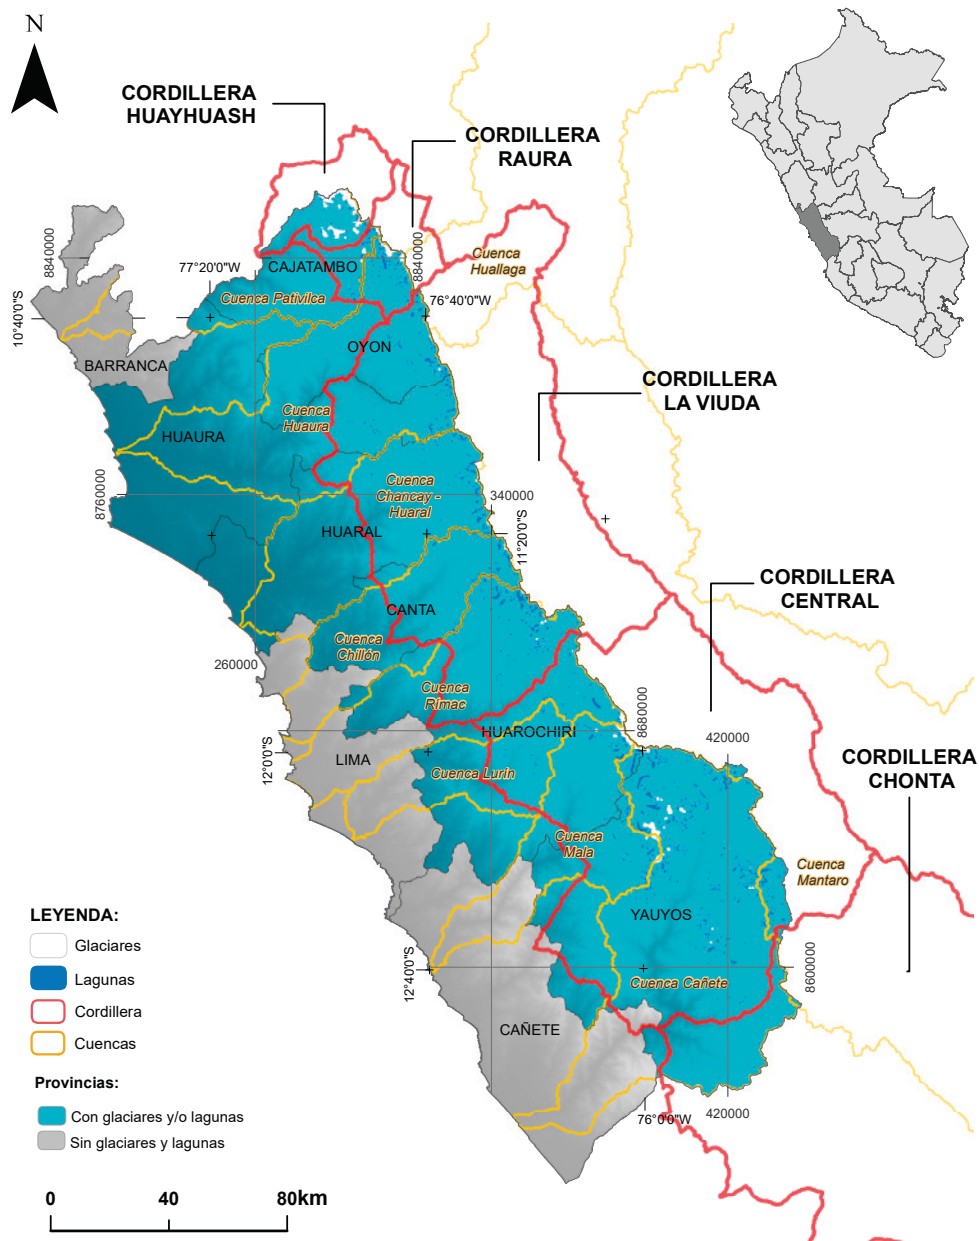 N
CORDILLERA
HUAYHUASH
CORDILLERA
RAURA
8840000
77°20'0"W
CAJATAMBO
8840000
Cuenca
Huallaga
Cuenca Pativilca
76°40'0"W
10°40'0"S
OYON
BARRANCA
CORDILLERA
LA VIUDA
Cuenca
Huaura
HUAURA
Cuenca
Chancay -
Huaral
8760000
340000
HUARAL
11°20'0"S
CORDILLERA
CENTRAL
CANTA
Cuenca
Chillón
260000
Cuenca
Rimac
8680000
HUAROCHIRI
420000
12°0'0"S
LIMA
Cuenca Lurín
CORDILLERA
CHONTA
Cuenca
Mala
Cuenca
Mantaro
YAUYOS
12°40'0"S
Cuenca Cañete
8600000
CAÑETE
76°0'0"W
420000
LEYENDA:
Glaciares
Lagunas
Cordillera
Cuencas
Provincias:
Con glaciares y/o lagunas
Sin glaciares y lagunas
0 40 80km